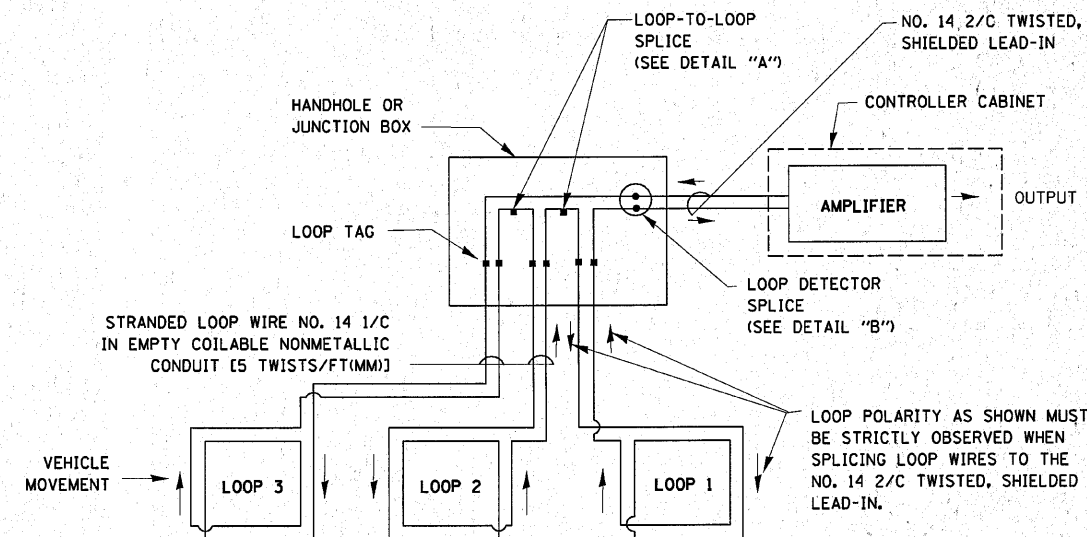 LOOP-TO-LOOP
SPLICE
(SEE DETAIL "A")
NO. 14 2/C TWISTED,
SHIELDED LEAD-IN
HANDHOLE OR
JUNCTION BOX
CONTROLLER CABINET
AMPLIFIER
OUTPUT
LOOP TAG
LOOP DETECTOR
SPLICE
(SEE DETAIL "B")
STRANDED LOOP WIRE NO. 14 1/C
IN EMPTY COILABLE NONMETALLIC
CONDUIT [5 TWISTS/FT(MM)]
LOOP POLARITY AS SHOWN MUST
BE STRICTLY OBSERVED WHEN
SPLICING LOOP WIRES TO THE
NO. 14 2/C TWISTED, SHIELDED
LEAD-IN.
VEHICLE
MOVEMENT
LOOP 3
LOOP 2
LOOP 1